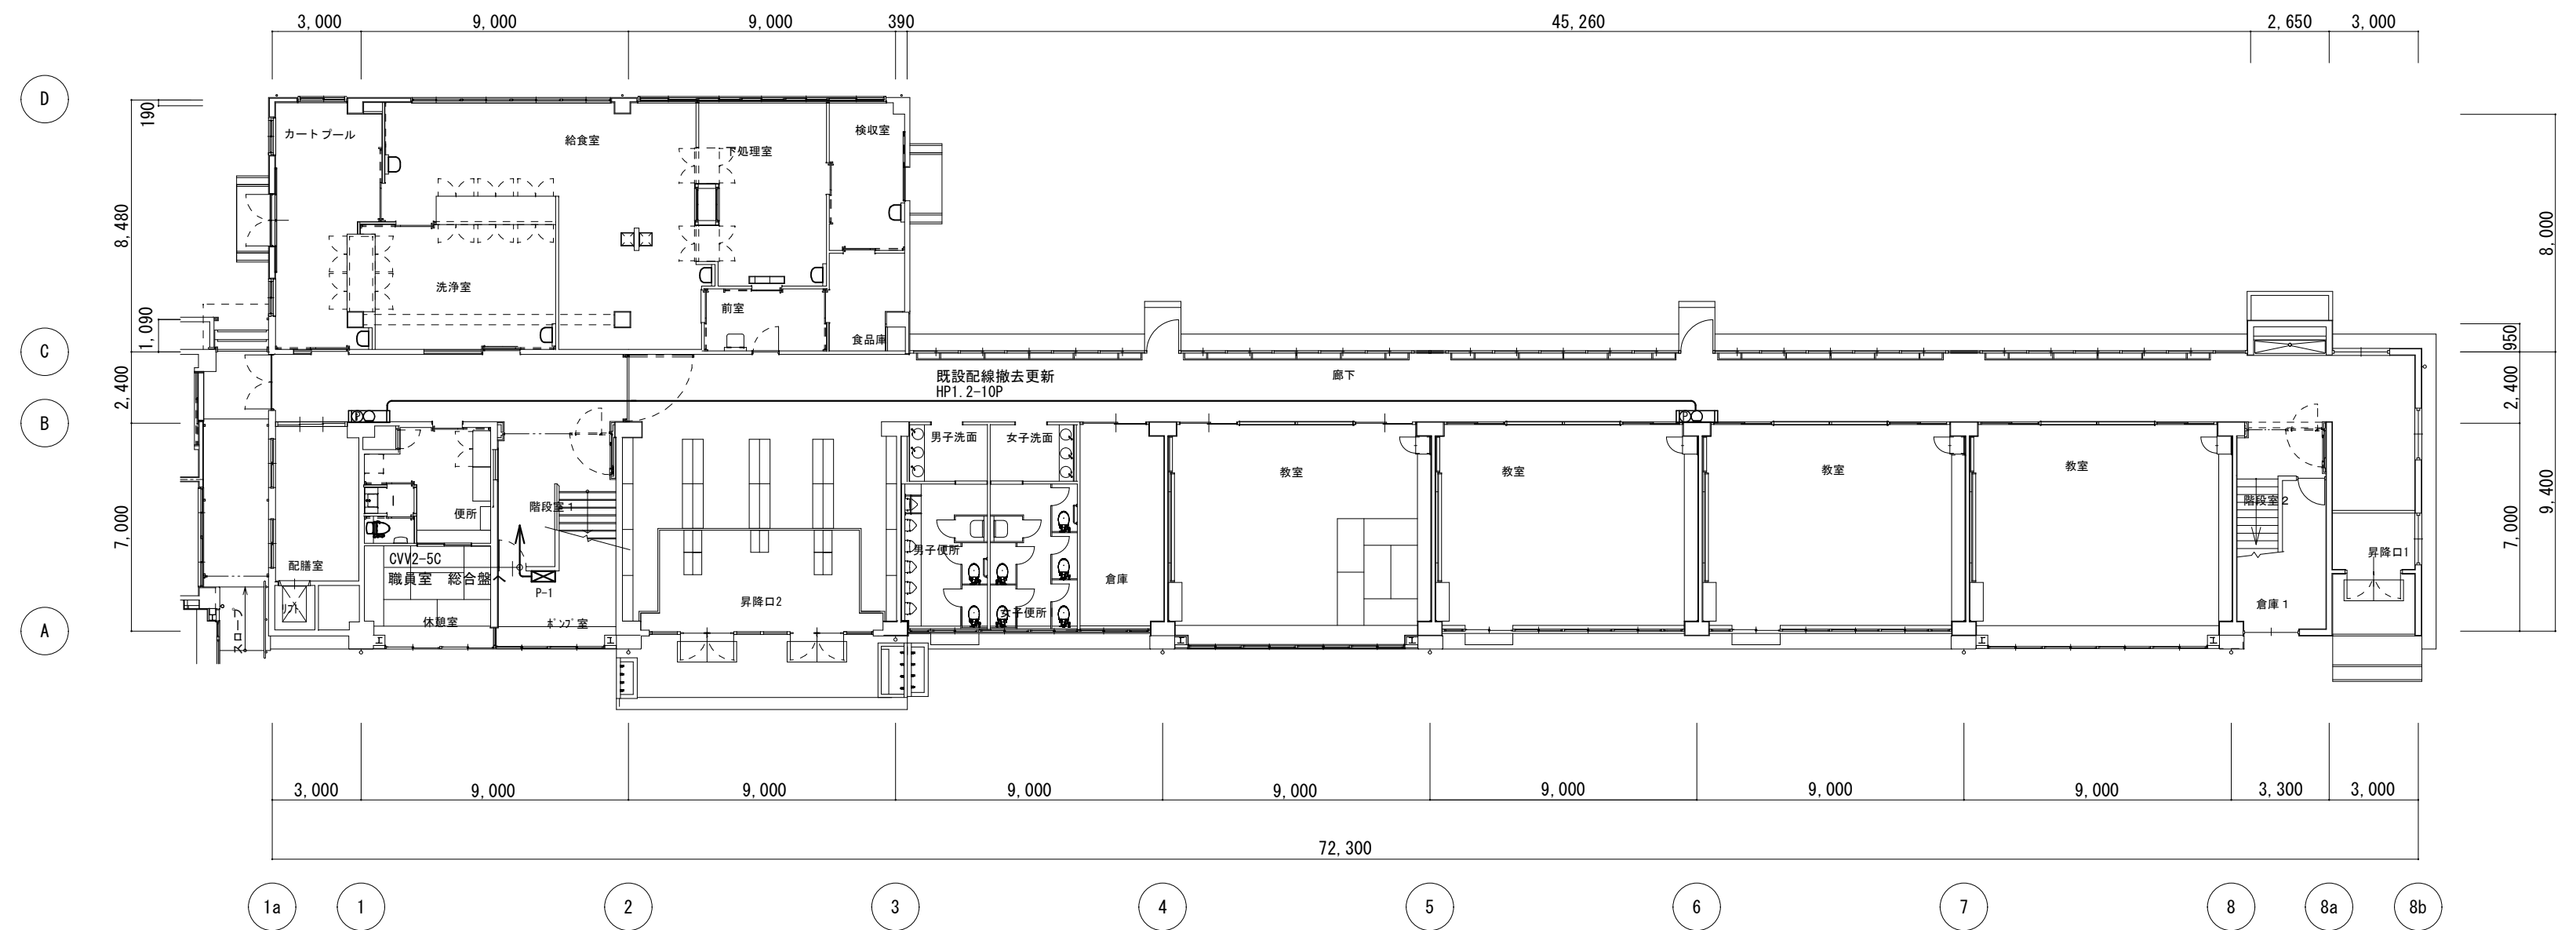 3,000 9,000 9,000 390 45,260 2,650 3,000
D
190
カートプール
給食室
下処理室
検収室
8,480
8,000
洗浄室
前室
食品庫
1,090
950
C
既設配線撤去更新
HP1.2-10P
廊下
2,400
2,400
B
P
P
男子洗面
女子洗面
教室
教室
教室
教室
9,400
7,000
7,000
便所
階段室1
階段室2
男子便所
昇降口1
CVV2-5C
職員室 総合盤へ
配膳室
P-1
倉庫
リフト
昇降口2
女子便所
倉庫1
A
スロープ
休憩室
ポンプ室
3,000 9,000 9,000 9,000 9,000 9,000 9,000 9,000 3,300 3,000
72,300
1a 1 2 3 4 5 6 7 8 8a 8b